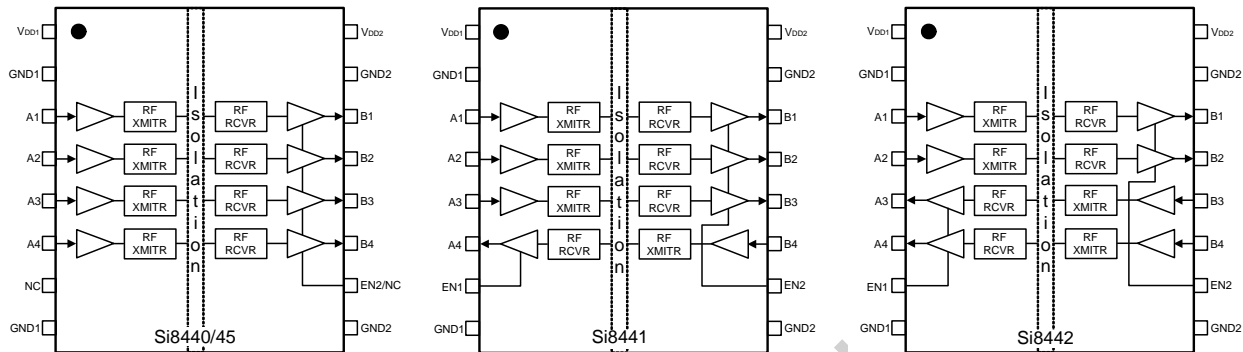 VDD1
VDD2
GND1
GND2
A1
RF XMITR
RF RCVR
B1
A2
RF XMITR
RF RCVR
B2
A3
RF XMITR
RF RCVR
B3
A4
RF XMITR
RF RCVR
B4
NC
EN2/NC
GND1
GND2
Isolation
Si8440/45
VDD1
VDD2
GND1
GND2
A1
RF XMITR
RF RCVR
B1
A2
RF XMITR
RF RCVR
B2
A3
RF XMITR
RF RCVR
B3
A4
RF RCVR
RF XMITR
B4
EN1
EN2
GND1
GND2
Isolation
Si8441
VDD1
VDD2
GND1
GND2
A1
RF XMITR
RF RCVR
B1
A2
RF XMITR
RF RCVR
B2
A3
RF RCVR
RF XMITR
B3
A4
RF RCVR
RF XMITR
B4
EN1
EN2
GND1
GND2
Isolation
Si8442